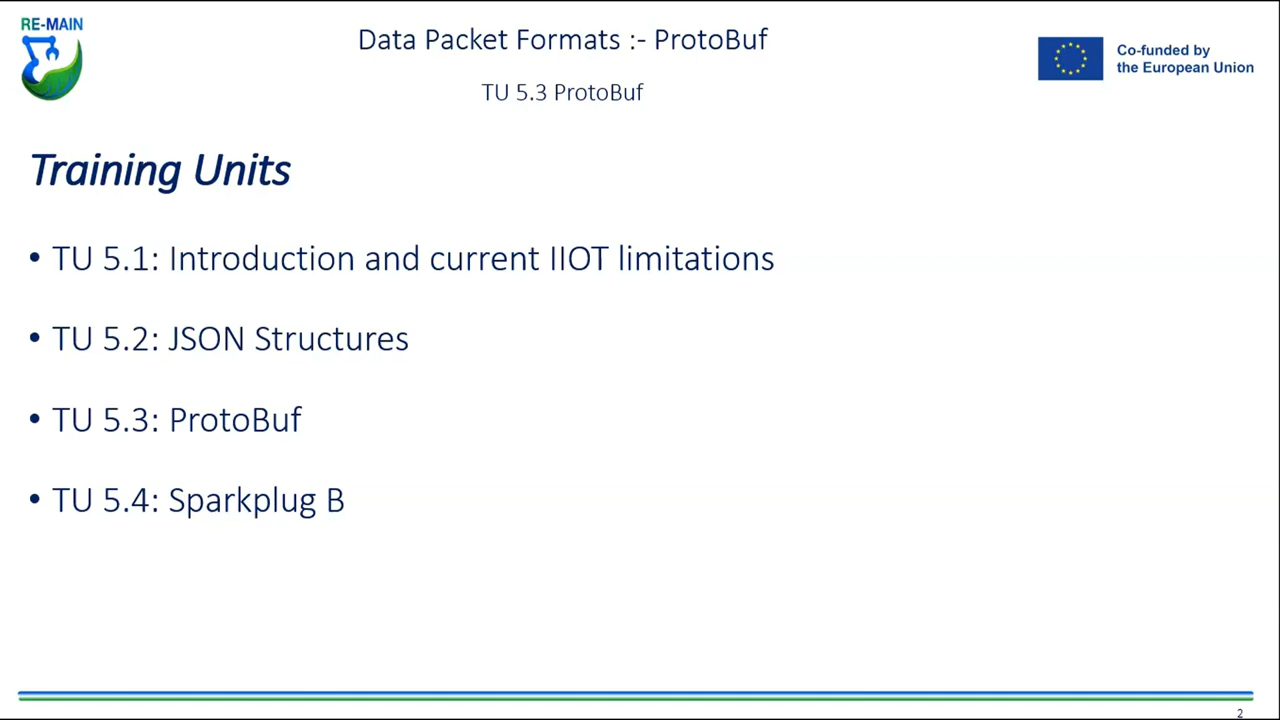 RE-MAIN
Data Packet Formats :- ProtoBuf
TU 5.3 ProtoBuf
Co-funded by
the European Union
Training Units
• TU 5.1: Introduction and current IIOT limitations
• TU 5.2: JSON Structures
• TU 5.3: ProtoBuf
• TU 5.4: Sparkplug B
2